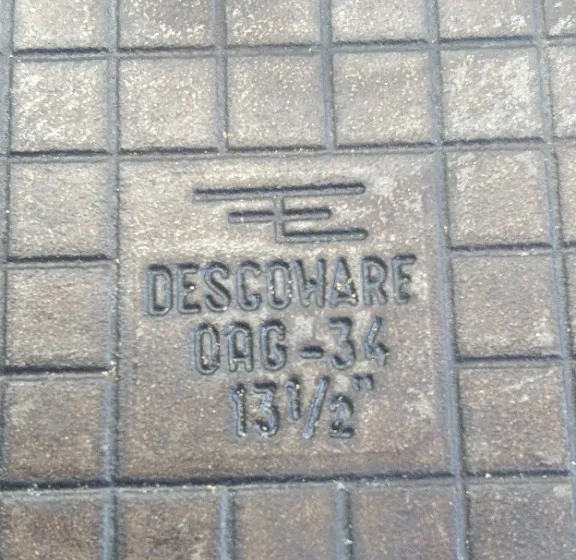 DESCOWARE
OAG-34
13 1/2"